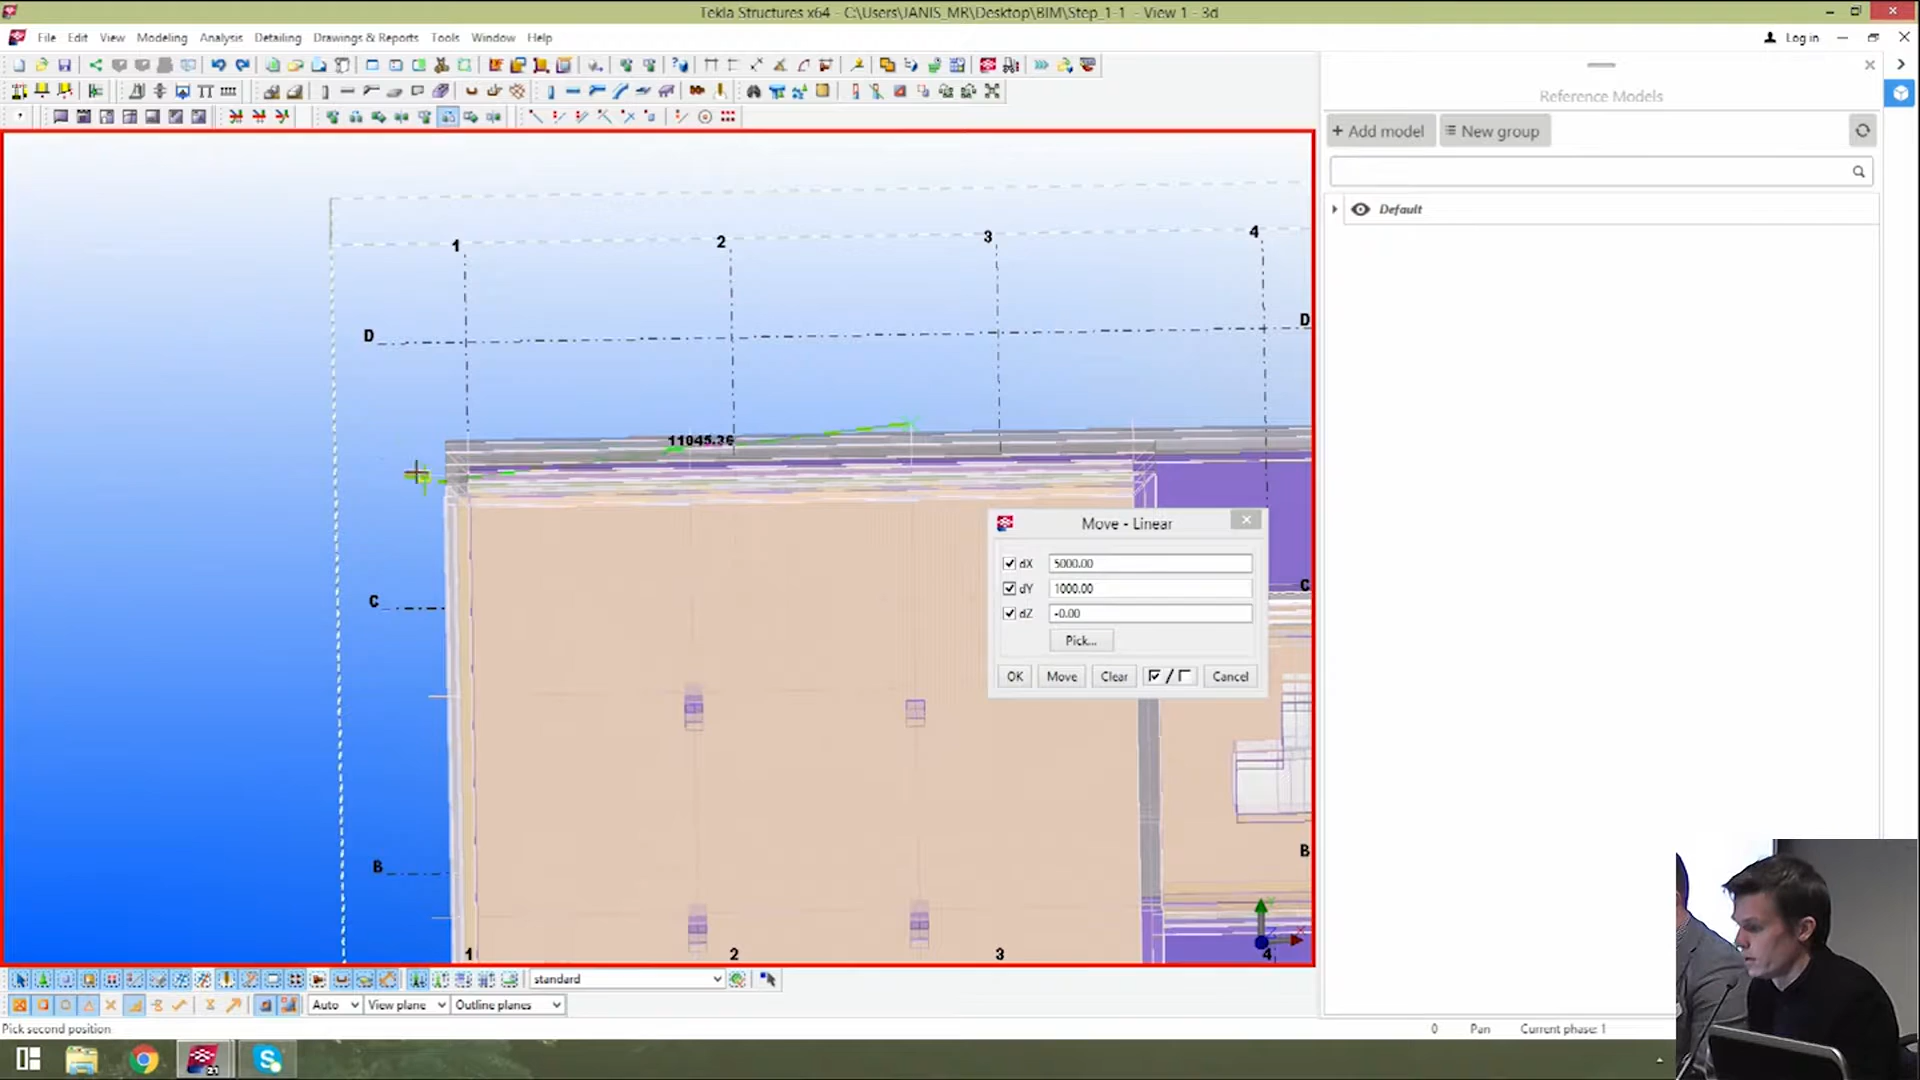 Tekla Structures x64 - C:\Users\JANIS_MR\Desktop\BIM\Step_1-1 - View 1 - 3d
File Edit View Modeling Analysis Detailing Drawings & Reports Tools Window Help
Log in
Reference Models
+ Add model
New group
Default
1 2 3 4
D D
11045.36
Move - Linear
dX 5000.00
dY 1000.00
dZ -0.00
Pick...
OK Move Clear / Cancel
C C
B B
1 2 3 4
standard
Auto View plane Outline planes
Pick second position
0 Pan Current phase: 1
21